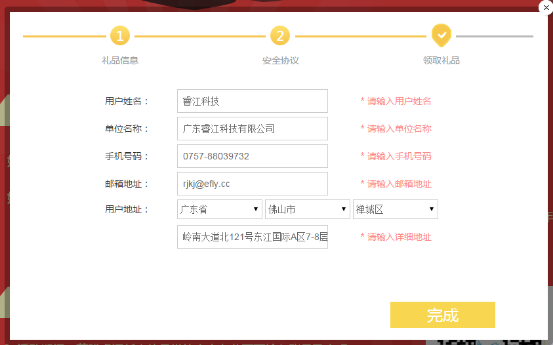 1 2
礼品信息 安全协议 领取礼品
用户姓名： 睿江科技 * 请输入用户姓名
单位名称： 广东睿江科技有限公司 * 请输入单位名称
手机号码： 0757-88039732 * 请输入手机号码
邮箱地址： rjkj@efly.cc * 请输入邮箱地址
用户地址： 广东省 佛山市 禅城区
岭南大道北121号东江国际A区7-8层 * 请输入详细地址
完成